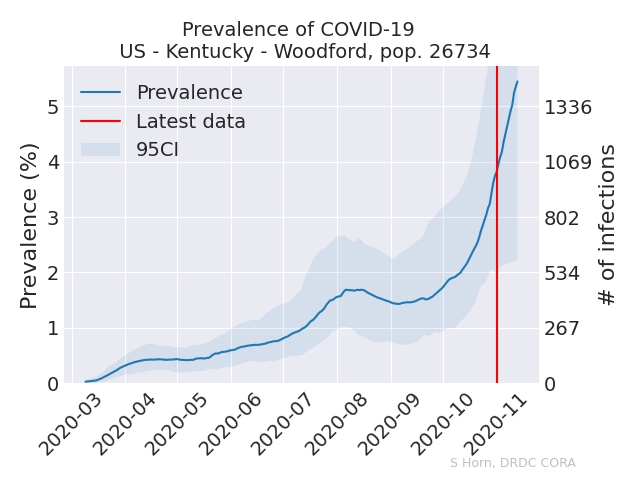 Prevalence of COVID-19
US - Kentucky - Woodford, pop. 26734
Prevalence
Latest data
95CI
Prevalence (%)
5
4
3
2
1
0
1336
1069
802
534
267
0
# of infections
2020-03
2020-04
2020-05
2020-06
2020-07
2020-08
2020-09
2020-10
2020-11
S Horn, DRDC CORA